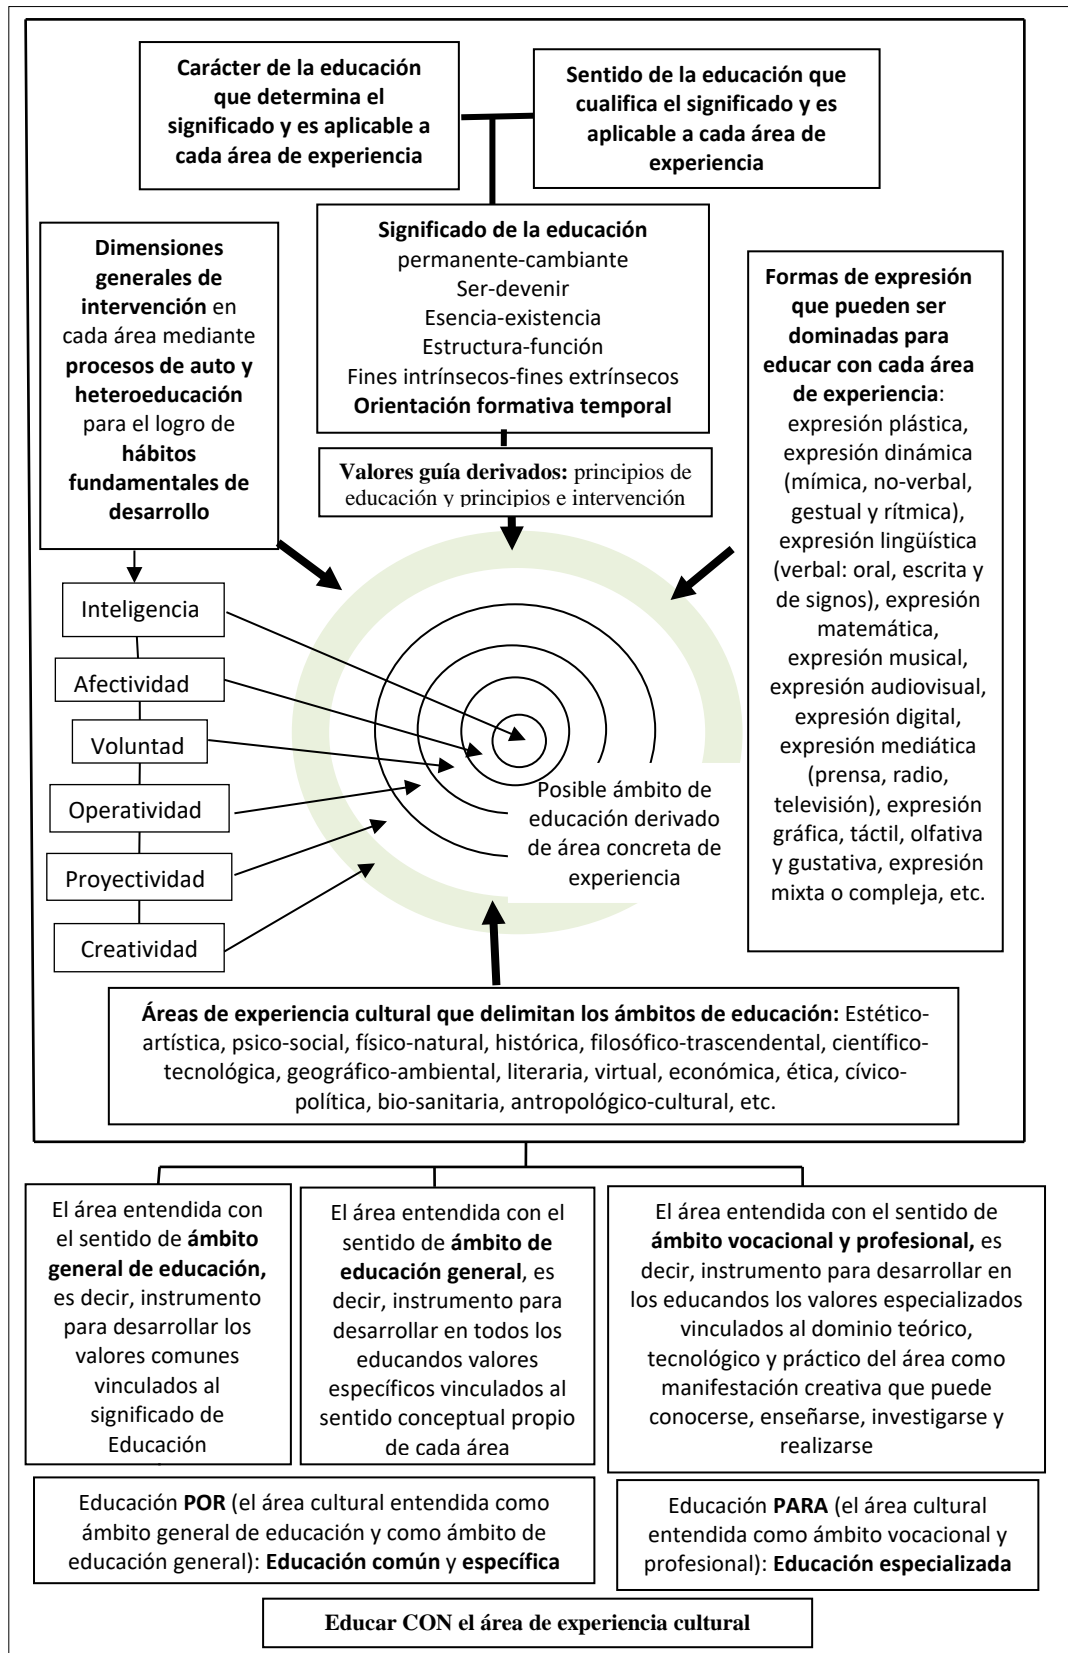 Carácter de la educación
que determina el
significado y es aplicable a
cada área de experiencia
Sentido de la educación que
cualifica el significado y es
aplicable a cada área de
experiencia
Significado de la educación
permanente-cambiante
Ser-devenir
Esencia-existencia
Estructura-función
Fines intrínsecos-fines extrínsecos
Orientación formativa temporal
Dimensiones
generales de
intervención en
cada área mediante
procesos de auto y
heteroeducación
para el logro de
hábitos
fundamentales de
desarrollo
Formas de expresión
que pueden ser
dominadas para
educar con cada área
de experiencia:
expresión plástica,
expresión dinámica
(mímica, no-verbal,
gestual y rítmica),
expresión lingüística
(verbal: oral, escrita y
de signos), expresión
matemática,
expresión musical,
expresión audiovisual,
expresión digital,
expresión mediática
(prensa, radio,
televisión), expresión
gráfica, táctil, olfativa
y gustativa, expresión
mixta o compleja, etc.
Valores guía derivados: principios de
educación y principios e intervención
Inteligencia
Afectividad
Voluntad
Operatividad
Proyectividad
Creatividad
Posible ámbito de
educación derivado
de área concreta de
experiencia
Áreas de experiencia cultural que delimitan los ámbitos de educación: Estético-
artística, psico-social, físico-natural, histórica, filosófico-trascendental, científico-
tecnológica, geográfico-ambiental, literaria, virtual, económica, ética, cívico-
política, bio-sanitaria, antropológico-cultural, etc.
El área entendida con
el sentido de ámbito
general de educación,
es decir, instrumento
para desarrollar los
valores comunes
vinculados al
significado de
Educación
El área entendida con el
sentido de ámbito de
educación general, es
decir, instrumento para
desarrollar en todos los
educandos valores
específicos vinculados al
sentido conceptual propio
de cada área
El área entendida con el sentido de
ámbito vocacional y profesional, es
decir, instrumento para desarrollar en
los educandos los valores especializados
vinculados al dominio teórico,
tecnológico y práctico del área como
manifestación creativa que puede
conocerse, enseñarse, investigarse y
realizarse
Educación POR (el área cultural entendida como
ámbito general de educación y como ámbito de
educación general): Educación común y específica
Educación PARA (el área cultural
entendida como ámbito vocacional y
profesional): Educación especializada
Educar CON el área de experiencia cultural